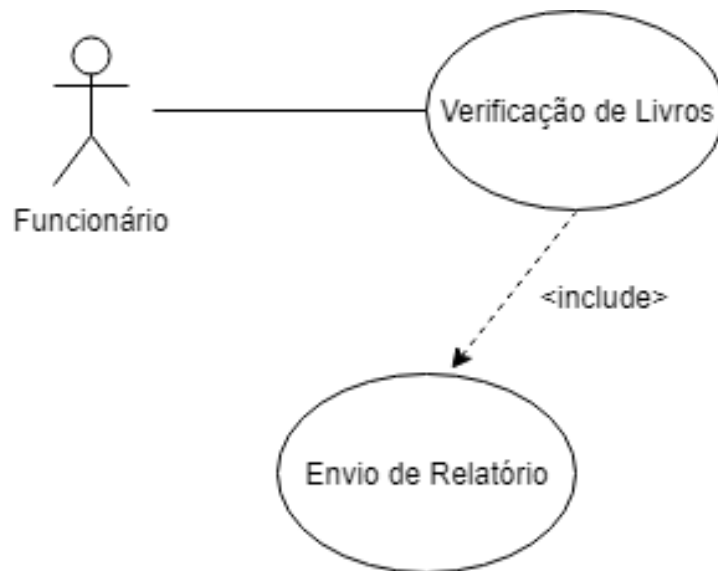 Verificação de Livros
Funcionário
<include>
Envio de Relatório